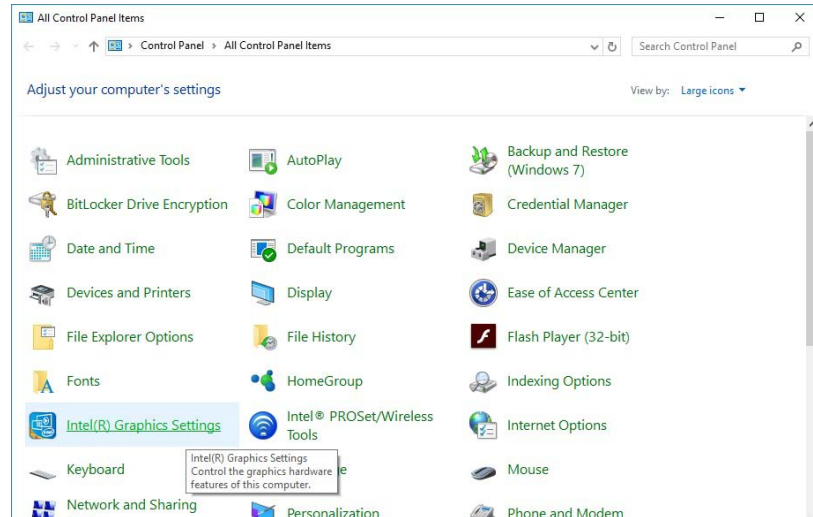 All Control Panel Items
Control Panel > All Control Panel Items
Search Control Panel
Adjust your computer's settings
View by: Large icons
Administrative Tools
AutoPlay
Backup and Restore
(Windows 7)
BitLocker Drive Encryption
Color Management
Credential Manager
Date and Time
Default Programs
Device Manager
Devices and Printers
Display
Ease of Access Center
File Explorer Options
File History
Flash Player (32-bit)
Fonts
HomeGroup
Indexing Options
Intel(R) Graphics Settings
Intel® PROSet/Wireless
Tools
Internet Options
Keyboard
Intel(R) Graphics Settings
Control the graphics hardware
features of this computer.
Mouse
Network and Sharing
Personalization
Phone and Modem